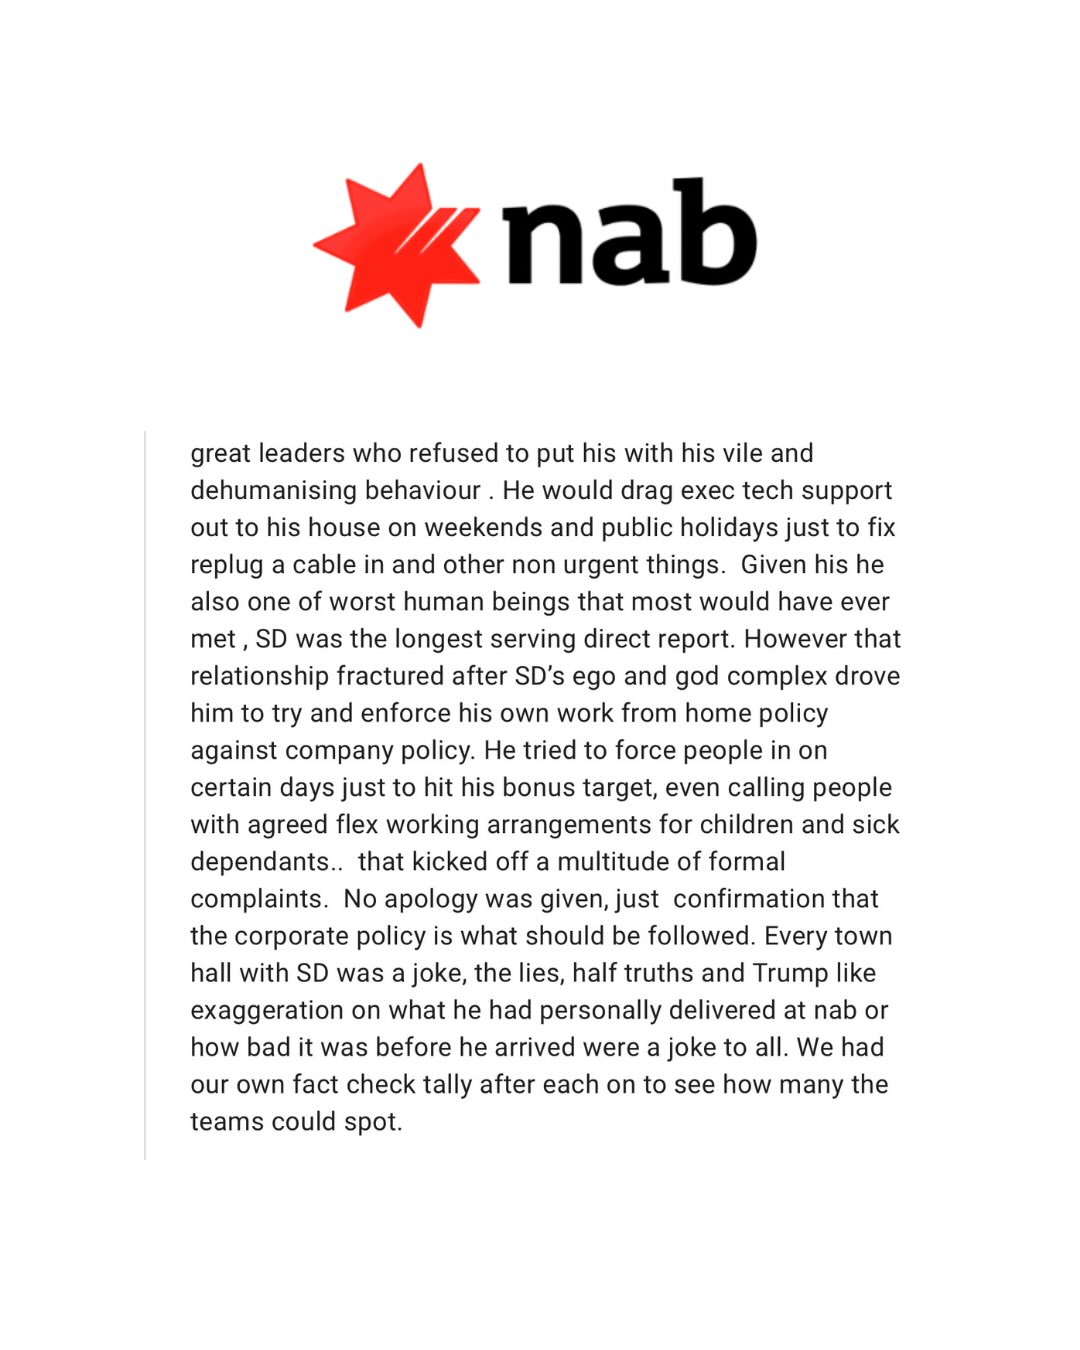 nab
great leaders who refused to put his with his vile and
dehumanising behaviour . He would drag exec tech support
out to his house on weekends and public holidays just to fix
replug a cable in and other non urgent things.  Given his he
also one of worst human beings that most would have ever
met , SD was the longest serving direct report. However that
relationship fractured after SD’s ego and god complex drove
him to try and enforce his own work from home policy
against company policy. He tried to force people in on
certain days just to hit his bonus target, even calling people
with agreed flex working arrangements for children and sick
dependants..  that kicked off a multitude of formal
complaints.  No apology was given, just  confirmation that
the corporate policy is what should be followed. Every town
hall with SD was a joke, the lies, half truths and Trump like
exaggeration on what he had personally delivered at nab or
how bad it was before he arrived were a joke to all. We had
our own fact check tally after each on to see how many the
teams could spot.